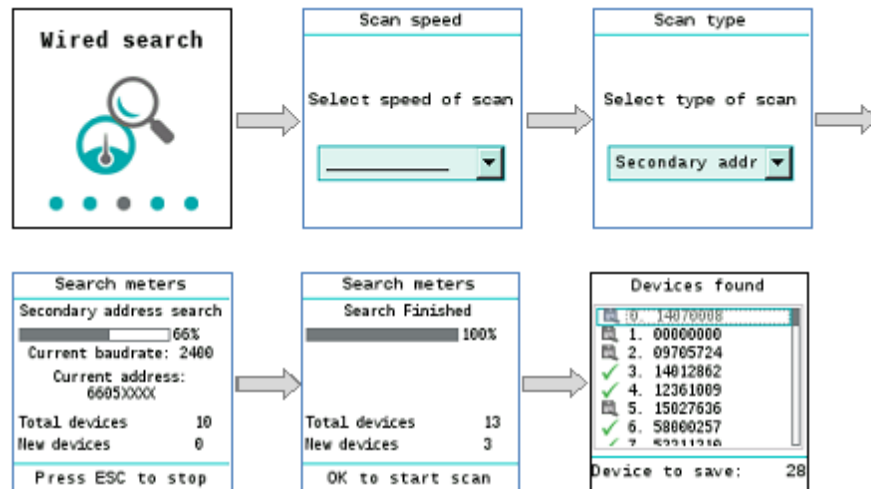 Wired search
Scan speed
Select speed of scan
Scan type
Select type of scan
Secondary addr
Search meters
Secondary address search
66%
Current baudrate: 2400
Current address:
6605XXXX
Total devices 10
New devices 0
Press ESC to stop
Search meters
Search Finished
100%
Total devices 13
New devices 3
OK to start scan
Devices found
0. 14070008
1. 00000000
2. 09705724
3. 14012862
4. 12361009
5. 15027636
6. 58000257
Device to save: 28